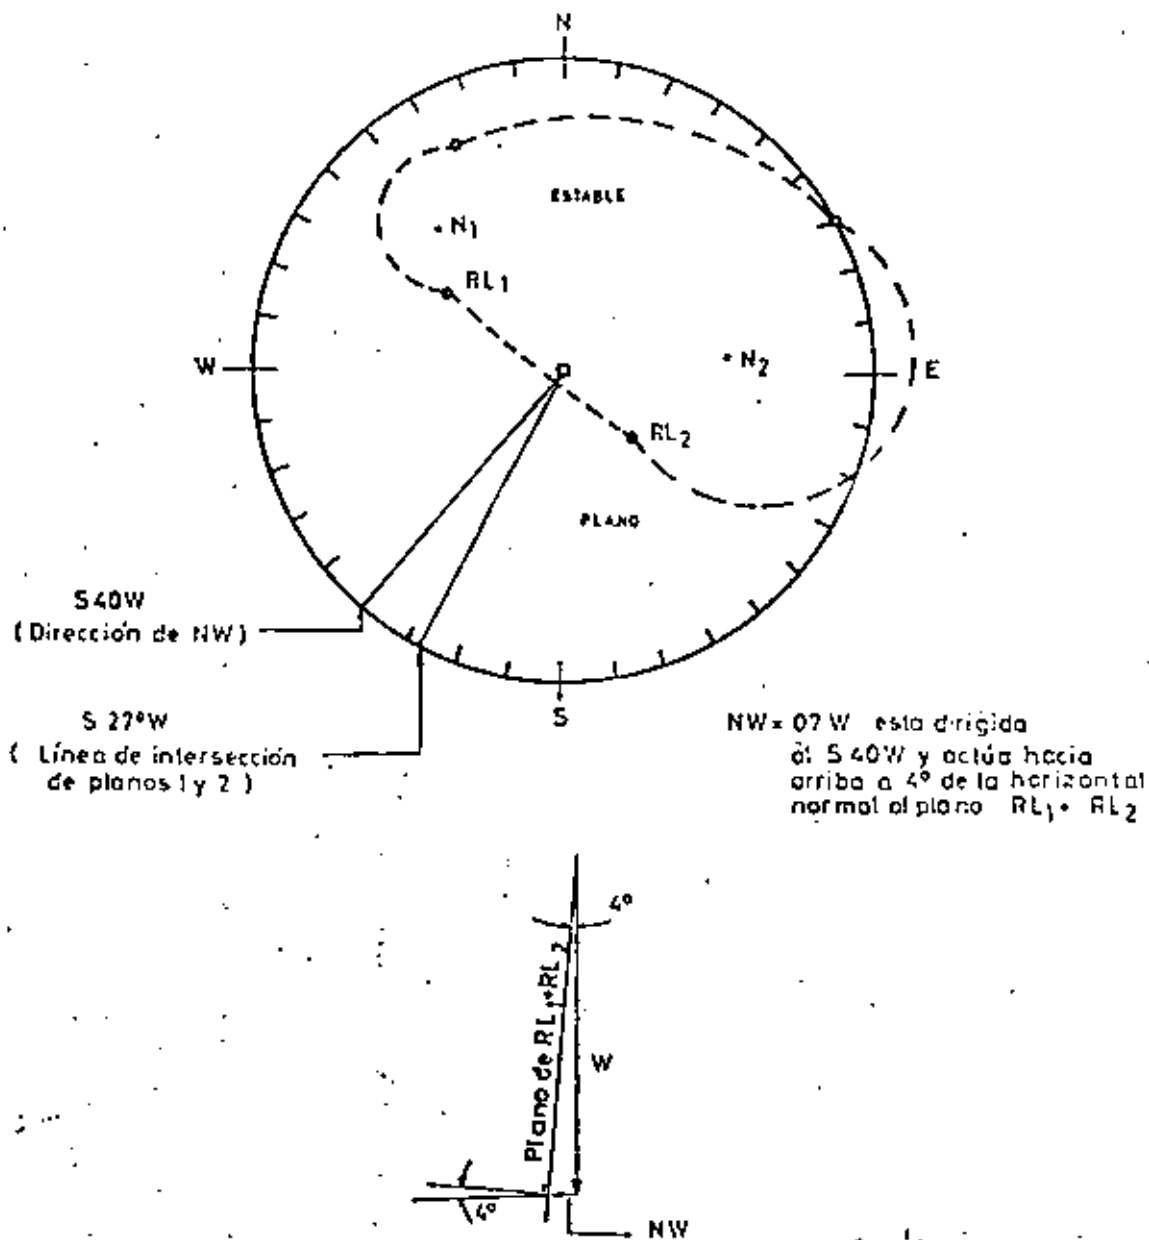 N
ESTABLE
N1
RL1
W
N2
E
RL2
PLANO
S 40W
(Dirección de NW)
S
S 27°W
( Línea de intersección
de planos 1 y 2 )
NW = 07 W esta dirigida
al S 40W y actúa hacia
arriba a 4° de la horizontal
normal al plano RL1 + RL2
4°
Plano de RL1+RL2
W
4°
NW